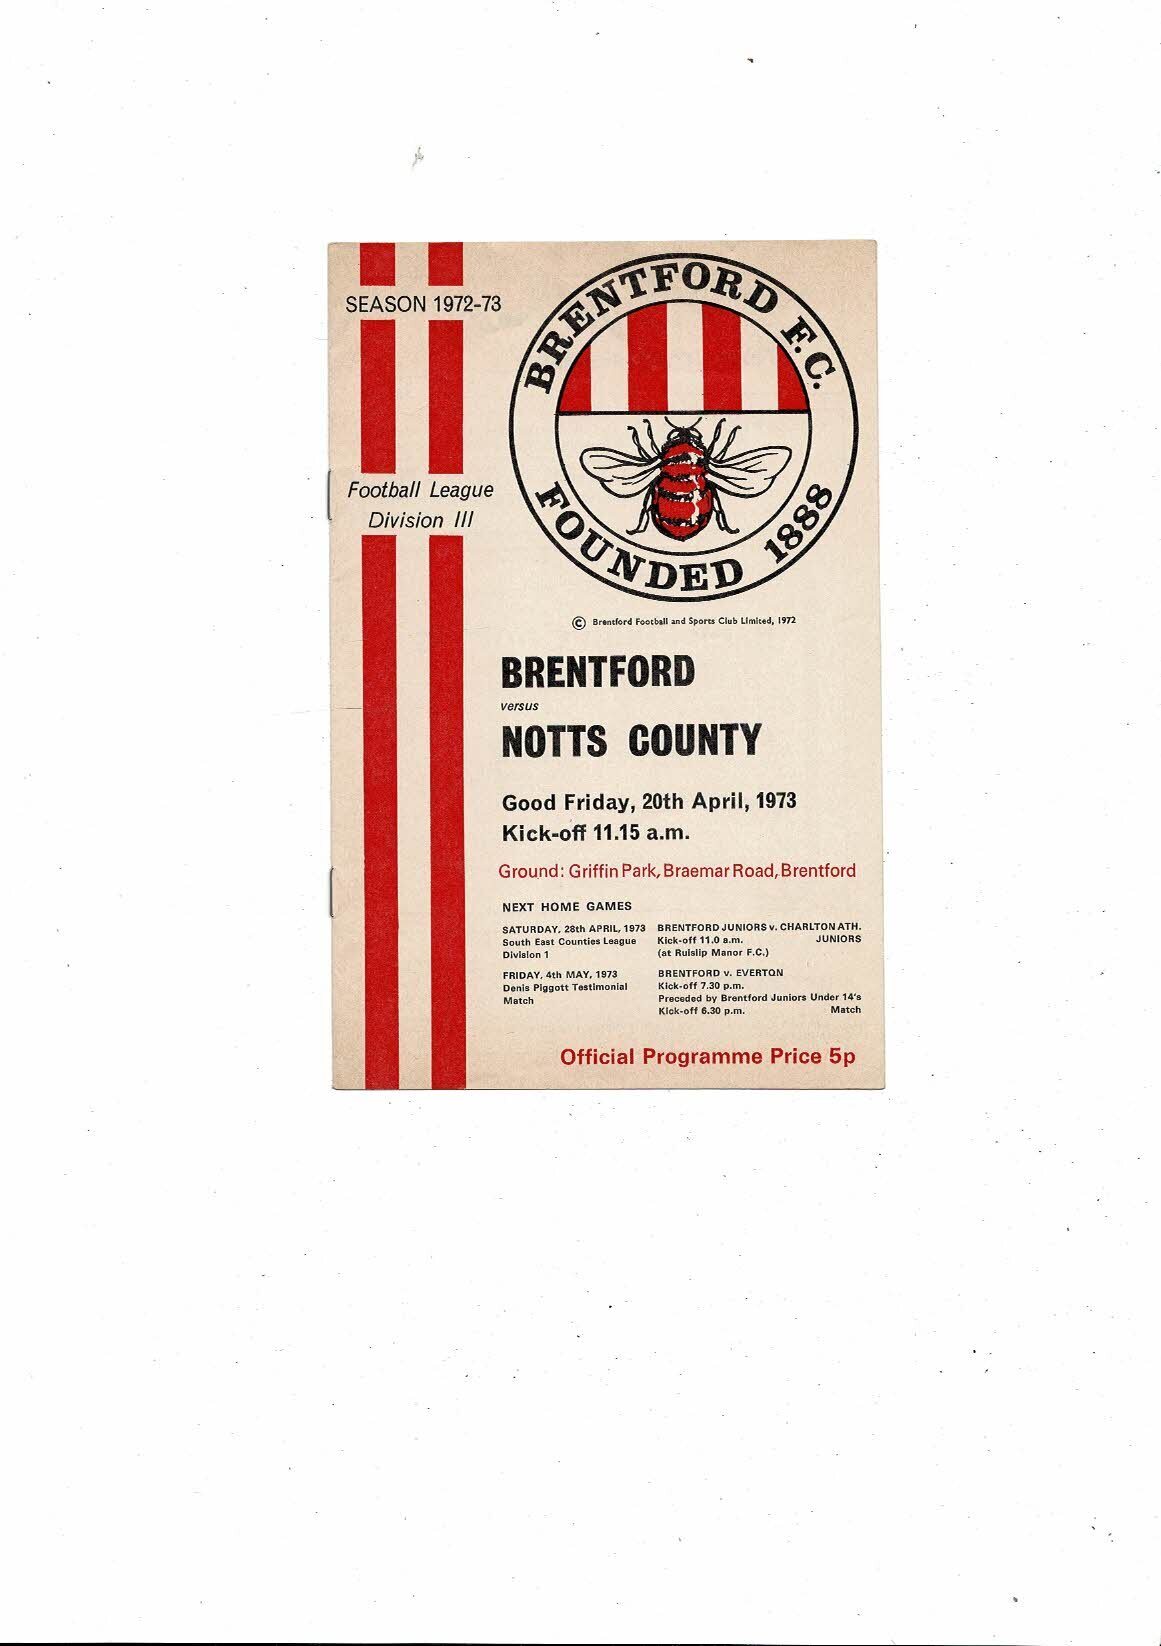 SEASON 1972-73
BRENTFORD F.C.
FOUNDED 1888
Football League
Division III
© Brentford Football and Sports Club Limited, 1972
BRENTFORD
versus
NOTTS COUNTY
Good Friday, 20th April, 1973
Kick-off 11.15 a.m.
Ground: Griffin Park, Braemar Road, Brentford
NEXT HOME GAMES
SATURDAY, 28th APRIL, 1973 BRENTFORD JUNIORS v. CHARLTON ATH.
South East Counties League Kick-off 11.0 a.m. JUNIORS
Division 1 (at Ruislip Manor F.C.)
FRIDAY, 4th MAY, 1973 BRENTFORD v. EVERTON
Denis Piggott Testimonial Kick-off 7.30 p.m.
Match Preceded by Brentford Juniors Under 14's
Kick-off 6.30 p.m. Match
Official Programme Price 5p